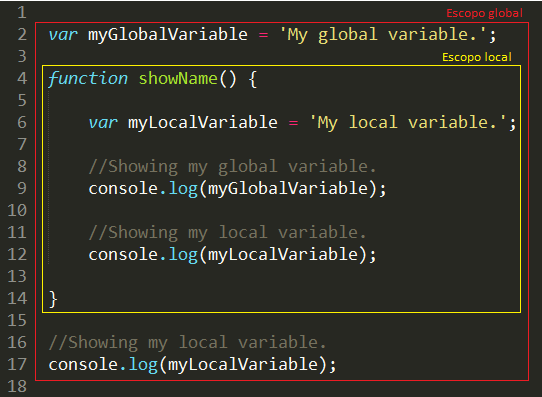 1 Escopo global
2 var myGlobalVariable = 'My global variable.';
3 Escopo local
4 function showName() {
5
6 var myLocalVariable = 'My local variable.';
7
8 //Showing my global variable.
9 console.log(myGlobalVariable);
10
11 //Showing my local variable.
12 console.log(myLocalVariable);
13
14 }
15
16 //Showing my local variable.
17 console.log(myLocalVariable);
18